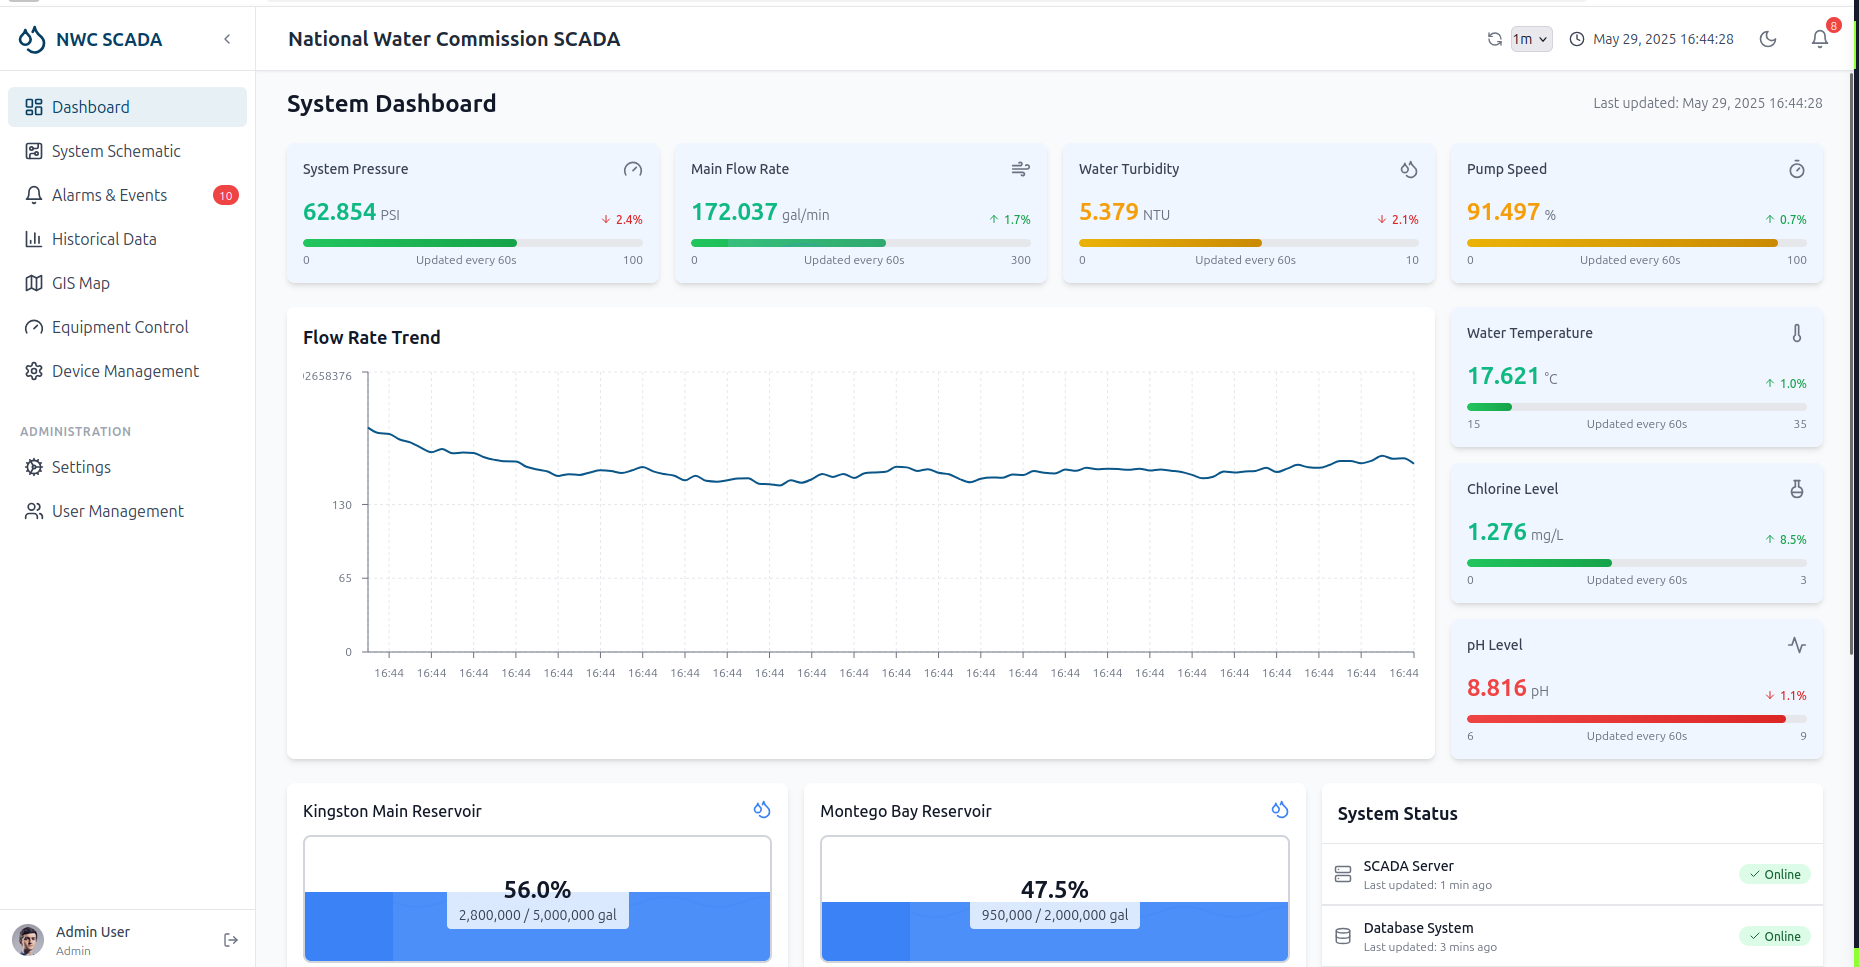 NWC SCADA
National Water Commission SCADA
1m
May 29, 2025 16:44:28
8
Dashboard
System Schematic
Alarms & Events
10
Historical Data
GIS Map
Equipment Control
Device Management
ADMINISTRATION
Settings
User Management
Admin User
Admin
System Dashboard
Last updated: May 29, 2025 16:44:28
System Pressure
62.854 PSI
↓ 2.4%
0 Updated every 60s 100
Main Flow Rate
172.037 gal/min
↑ 1.7%
0 Updated every 60s 300
Water Turbidity
5.379 NTU
↓ 2.1%
0 Updated every 60s 10
Pump Speed
91.497 %
↑ 0.7%
0 Updated every 60s 100
Flow Rate Trend
2658376
130
65
0
16:44 16:44 16:44 16:44 16:44 16:44 16:44 16:44 16:44 16:44 16:44 16:44 16:44 16:44 16:44 16:44 16:44 16:44 16:44 16:44 16:44 16:44 16:44 16:44 16:44
Water Temperature
17.621 °C
↑ 1.0%
15 Updated every 60s 35
Chlorine Level
1.276 mg/L
↑ 8.5%
0 Updated every 60s 3
pH Level
8.816 pH
↓ 1.1%
6 Updated every 60s 9
Kingston Main Reservoir
56.0%
2,800,000 / 5,000,000 gal
Montego Bay Reservoir
47.5%
950,000 / 2,000,000 gal
System Status
SCADA Server
Last updated: 1 min ago
Online
Database System
Last updated: 3 mins ago
Online